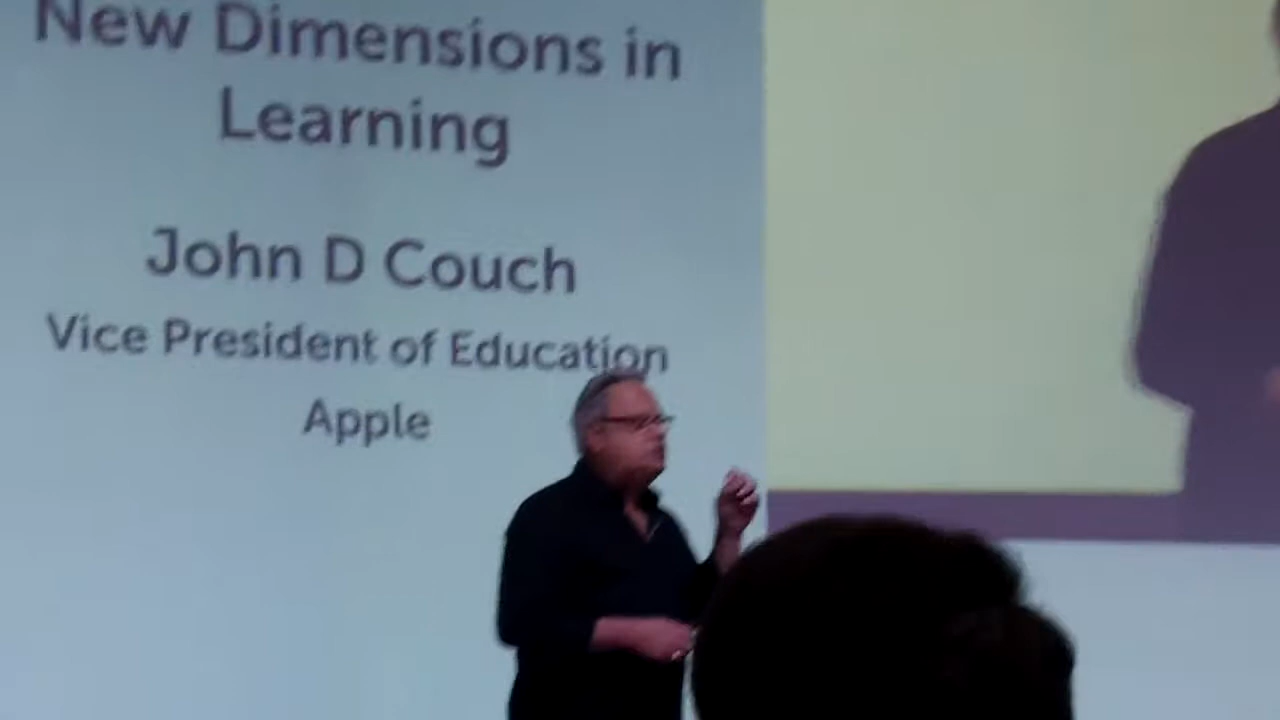 New Dimensions in
Learning
John D Couch
Vice President of Education
Apple